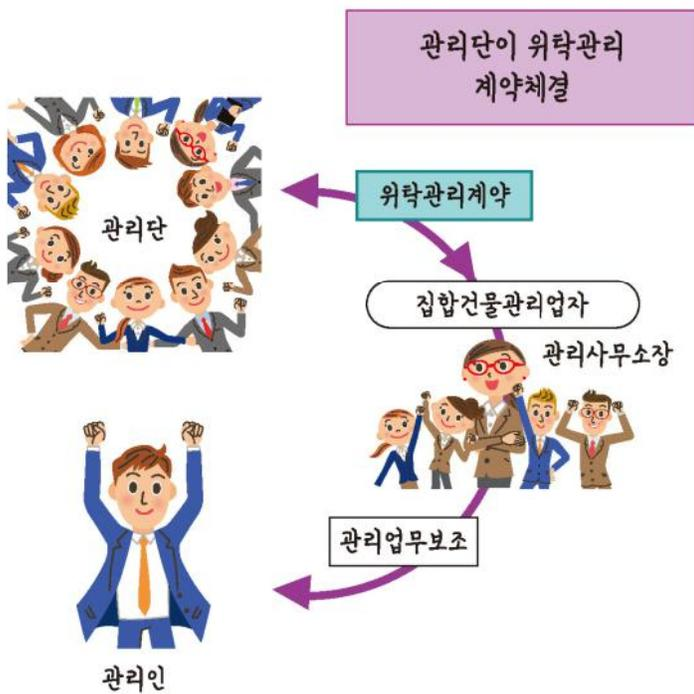 관리단이 위탁관리
계약체결
위탁관리계약
관리단
집합건물관리업자
관리사무소장
관리업무보조
관리인